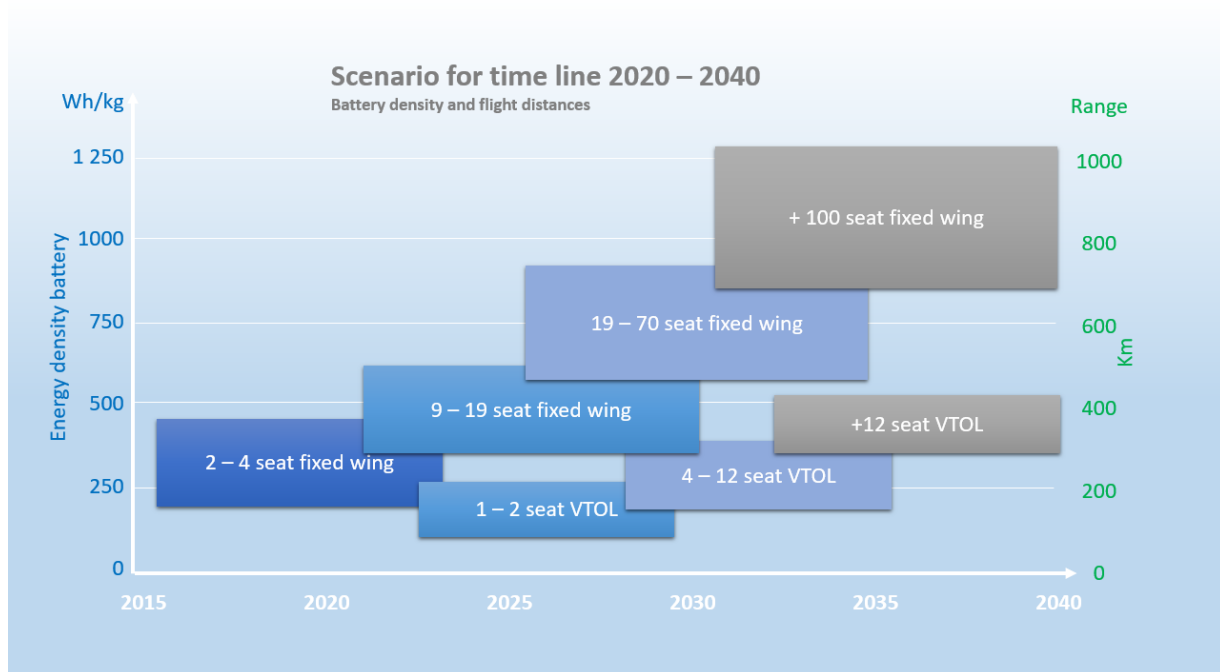 Scenario for time line 2020 – 2040
Battery density and flight distances
Wh/kg
Range
1 250
1000
1000
800
750
600
500
400
250
200
0
0
Energy density battery
Km
+ 100 seat fixed wing
19 – 70 seat fixed wing
9 – 19 seat fixed wing
+12 seat VTOL
2 – 4 seat fixed wing
4 – 12 seat VTOL
1 – 2 seat VTOL
2015
2020
2025
2030
2035
2040